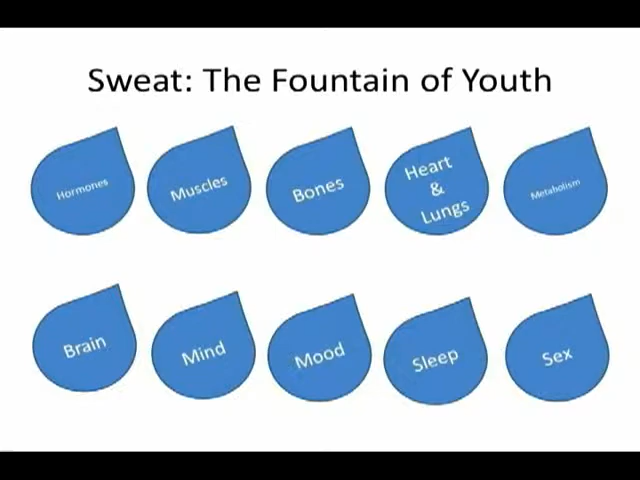 Sweat: The Fountain of Youth
Hormones
Muscles
Bones
Heart
&
Lungs
Metabolism
Brain
Mind
Mood
Sleep
Sex